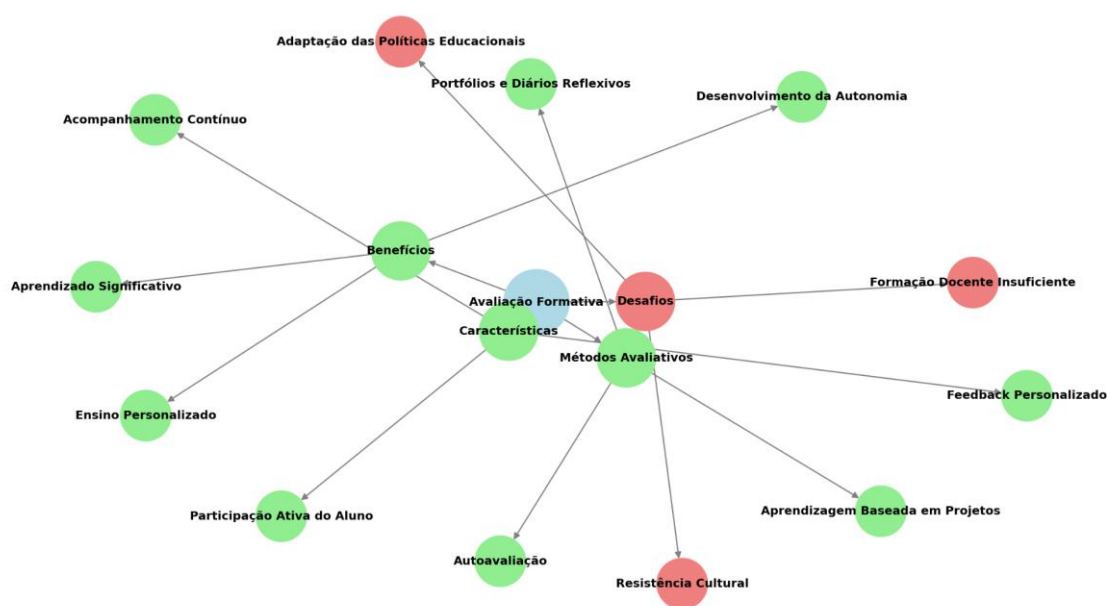 Adaptação das Políticas Educacionais
Portfólios e Diários Reflexivos
Desenvolvimento da Autonomia
Acompanhamento Contínuo
Benefícios
Aprendizado Significativo
Formação Docente Insuficiente
Avaliação Formativa
Desafios
Características
Métodos Avaliativos
Feedback Personalizado
Ensino Personalizado
Aprendizagem Baseada em Projetos
Participação Ativa do Aluno
Autoavaliação
Resistência Cultural